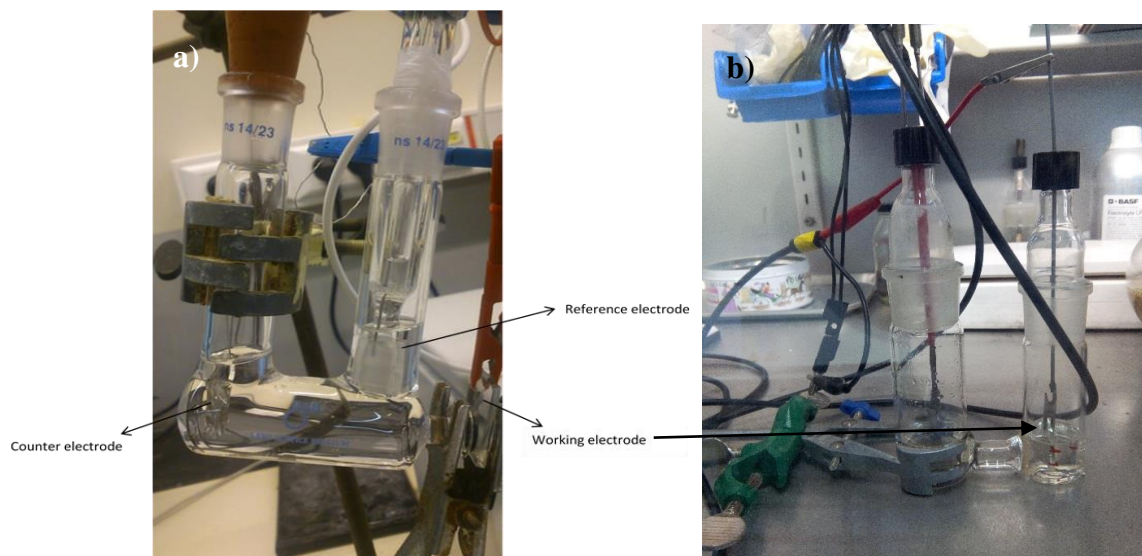 a)
ns 14/23
ns 14/23
Reference electrode
Counter electrode
Working electrode
b)
BASF